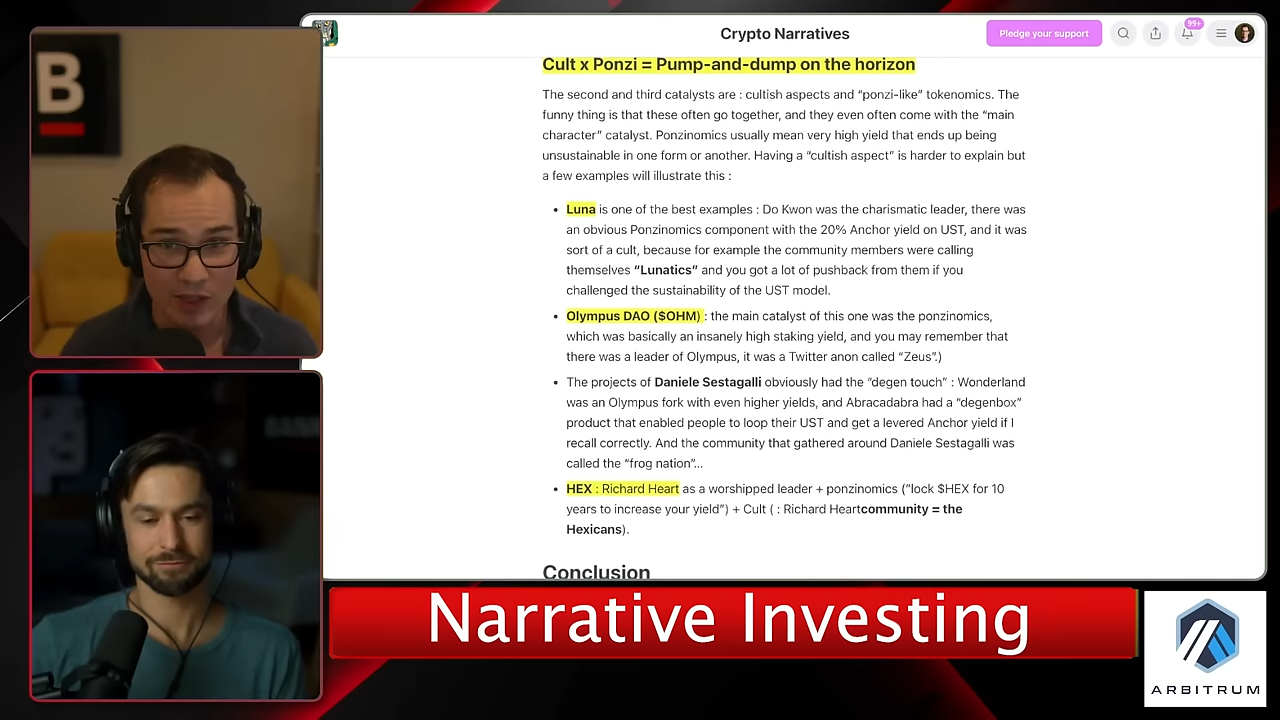 B
Crypto Narratives
Pledge your support
99+
Cult x Ponzi = Pump-and-dump on the horizon
The second and third catalysts are : cultish aspects and “ponzi-like” tokenomics. The
funny thing is that these often go together, and they even often come with the “main
character” catalyst. Ponzinomics usually mean very high yield that ends up being
unsustainable in one form or another. Having a “cultish aspect” is harder to explain but
a few examples will illustrate this :
• Luna is one of the best examples : Do Kwon was the charismatic leader, there was
an obvious Ponzinomics component with the 20% Anchor yield on UST, and it was
sort of a cult, because for example the community members were calling
themselves “Lunatics” and you got a lot of pushback from them if you
challenged the sustainability of the UST model.
• Olympus DAO ($OHM) : the main catalyst of this one was the ponzinomics,
which was basically an insanely high staking yield, and you may remember that
there was a leader of Olympus, it was a Twitter anon called “Zeus”.)
• The projects of Daniele Sestagalli obviously had the “degen touch” : Wonderland
was an Olympus fork with even higher yields, and Abracadabra had a “degenbox”
product that enabled people to loop their UST and get a levered Anchor yield if I
recall correctly. And the community that gathered around Daniele Sestagalli was
called the “frog nation”...
• HEX : Richard Heart as a worshipped leader + ponzinomics (“lock $HEX for 10
years to increase your yield”) + Cult ( : Richard Heartcommunity = the
Hexicans).
Conclusion
Narrative Investing
ARBITRUM